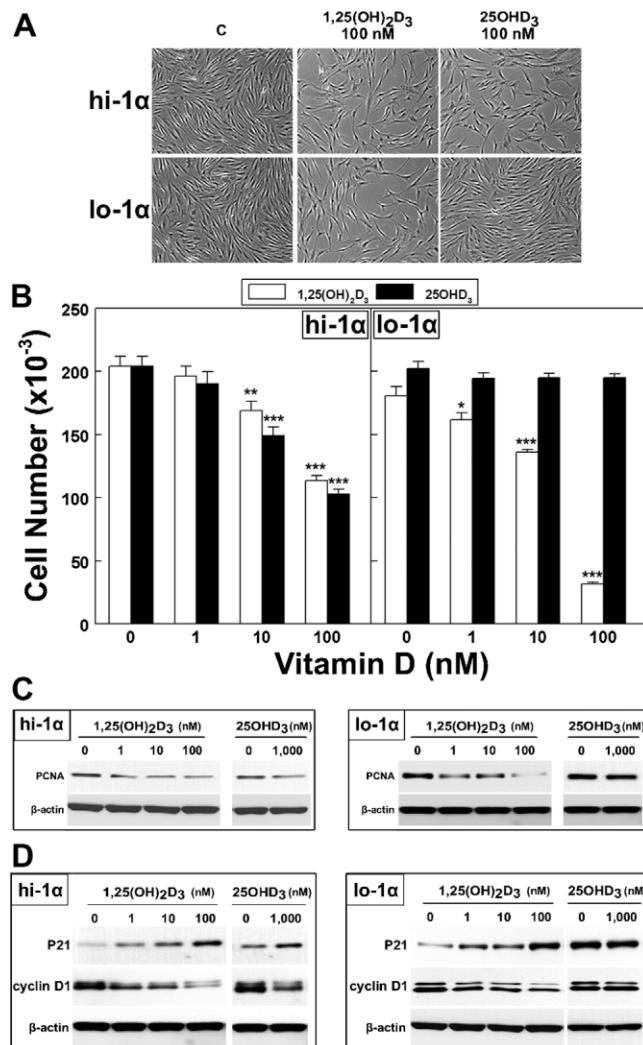 A
C
1,25(OH)₂D₃
100 nM
25OHD₃
100 nM
hi-1α
lo-1α
B
1,25(OH)₂D₃ 25OHD₃
hi-1α lo-1α
Cell Number (x10⁻³)
250
200
150
100
50
0
** *** *** *** * *** ***
0 1 10 100 0 1 10 100
Vitamin D (nM)
C
hi-1α 1,25(OH)₂D₃ (nM) 25OHD₃ (nM)
0 1 10 100 0 1,000
PCNA
β-actin
lo-1α 1,25(OH)₂D₃ (nM) 25OHD₃ (nM)
0 1 10 100 0 1,000
PCNA
β-actin
D
hi-1α 1,25(OH)₂D₃ (nM) 25OHD₃ (nM)
0 1 10 100 0 1,000
P21
cyclin D1
β-actin
lo-1α 1,25(OH)₂D₃ (nM) 25OHD₃ (nM)
0 1 10 100 0 1,000
P21
cyclin D1
β-actin